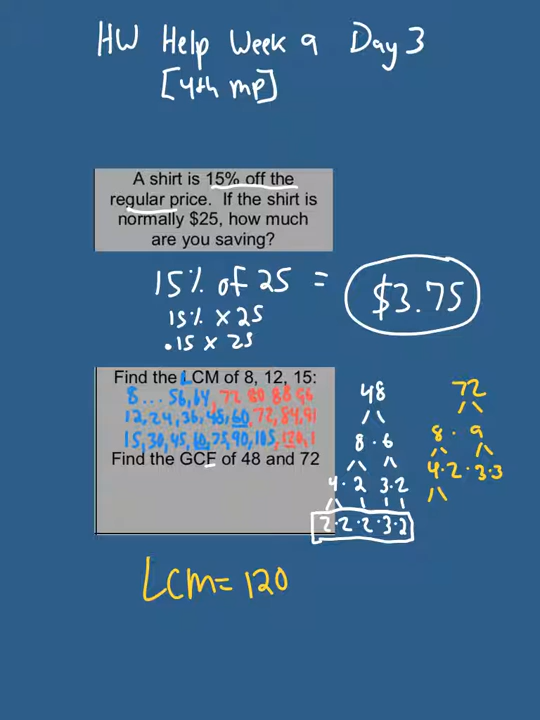 HW Help Week 9 Day 3
[4th mp]
A shirt is 15% off the
regular price. If the shirt is
normally $25, how much
are you saving?
15% of 25 = $3.75
15% x 25
.15 x 25
Find the LCM of 8, 12, 15:
8 ... 56, 64, 72 80 88 96
12, 24, 36, 48, 60, 72, 84, 91
15, 30, 45, 60, 75, 90, 105, 120, 1
Find the GCF of 48 and 72
48
8 · 6
4 · 2 3 · 2
2 · 2 · 2 · 3 · 2
72
8 · 9
4 · 2 · 3 · 3
LCM = 120